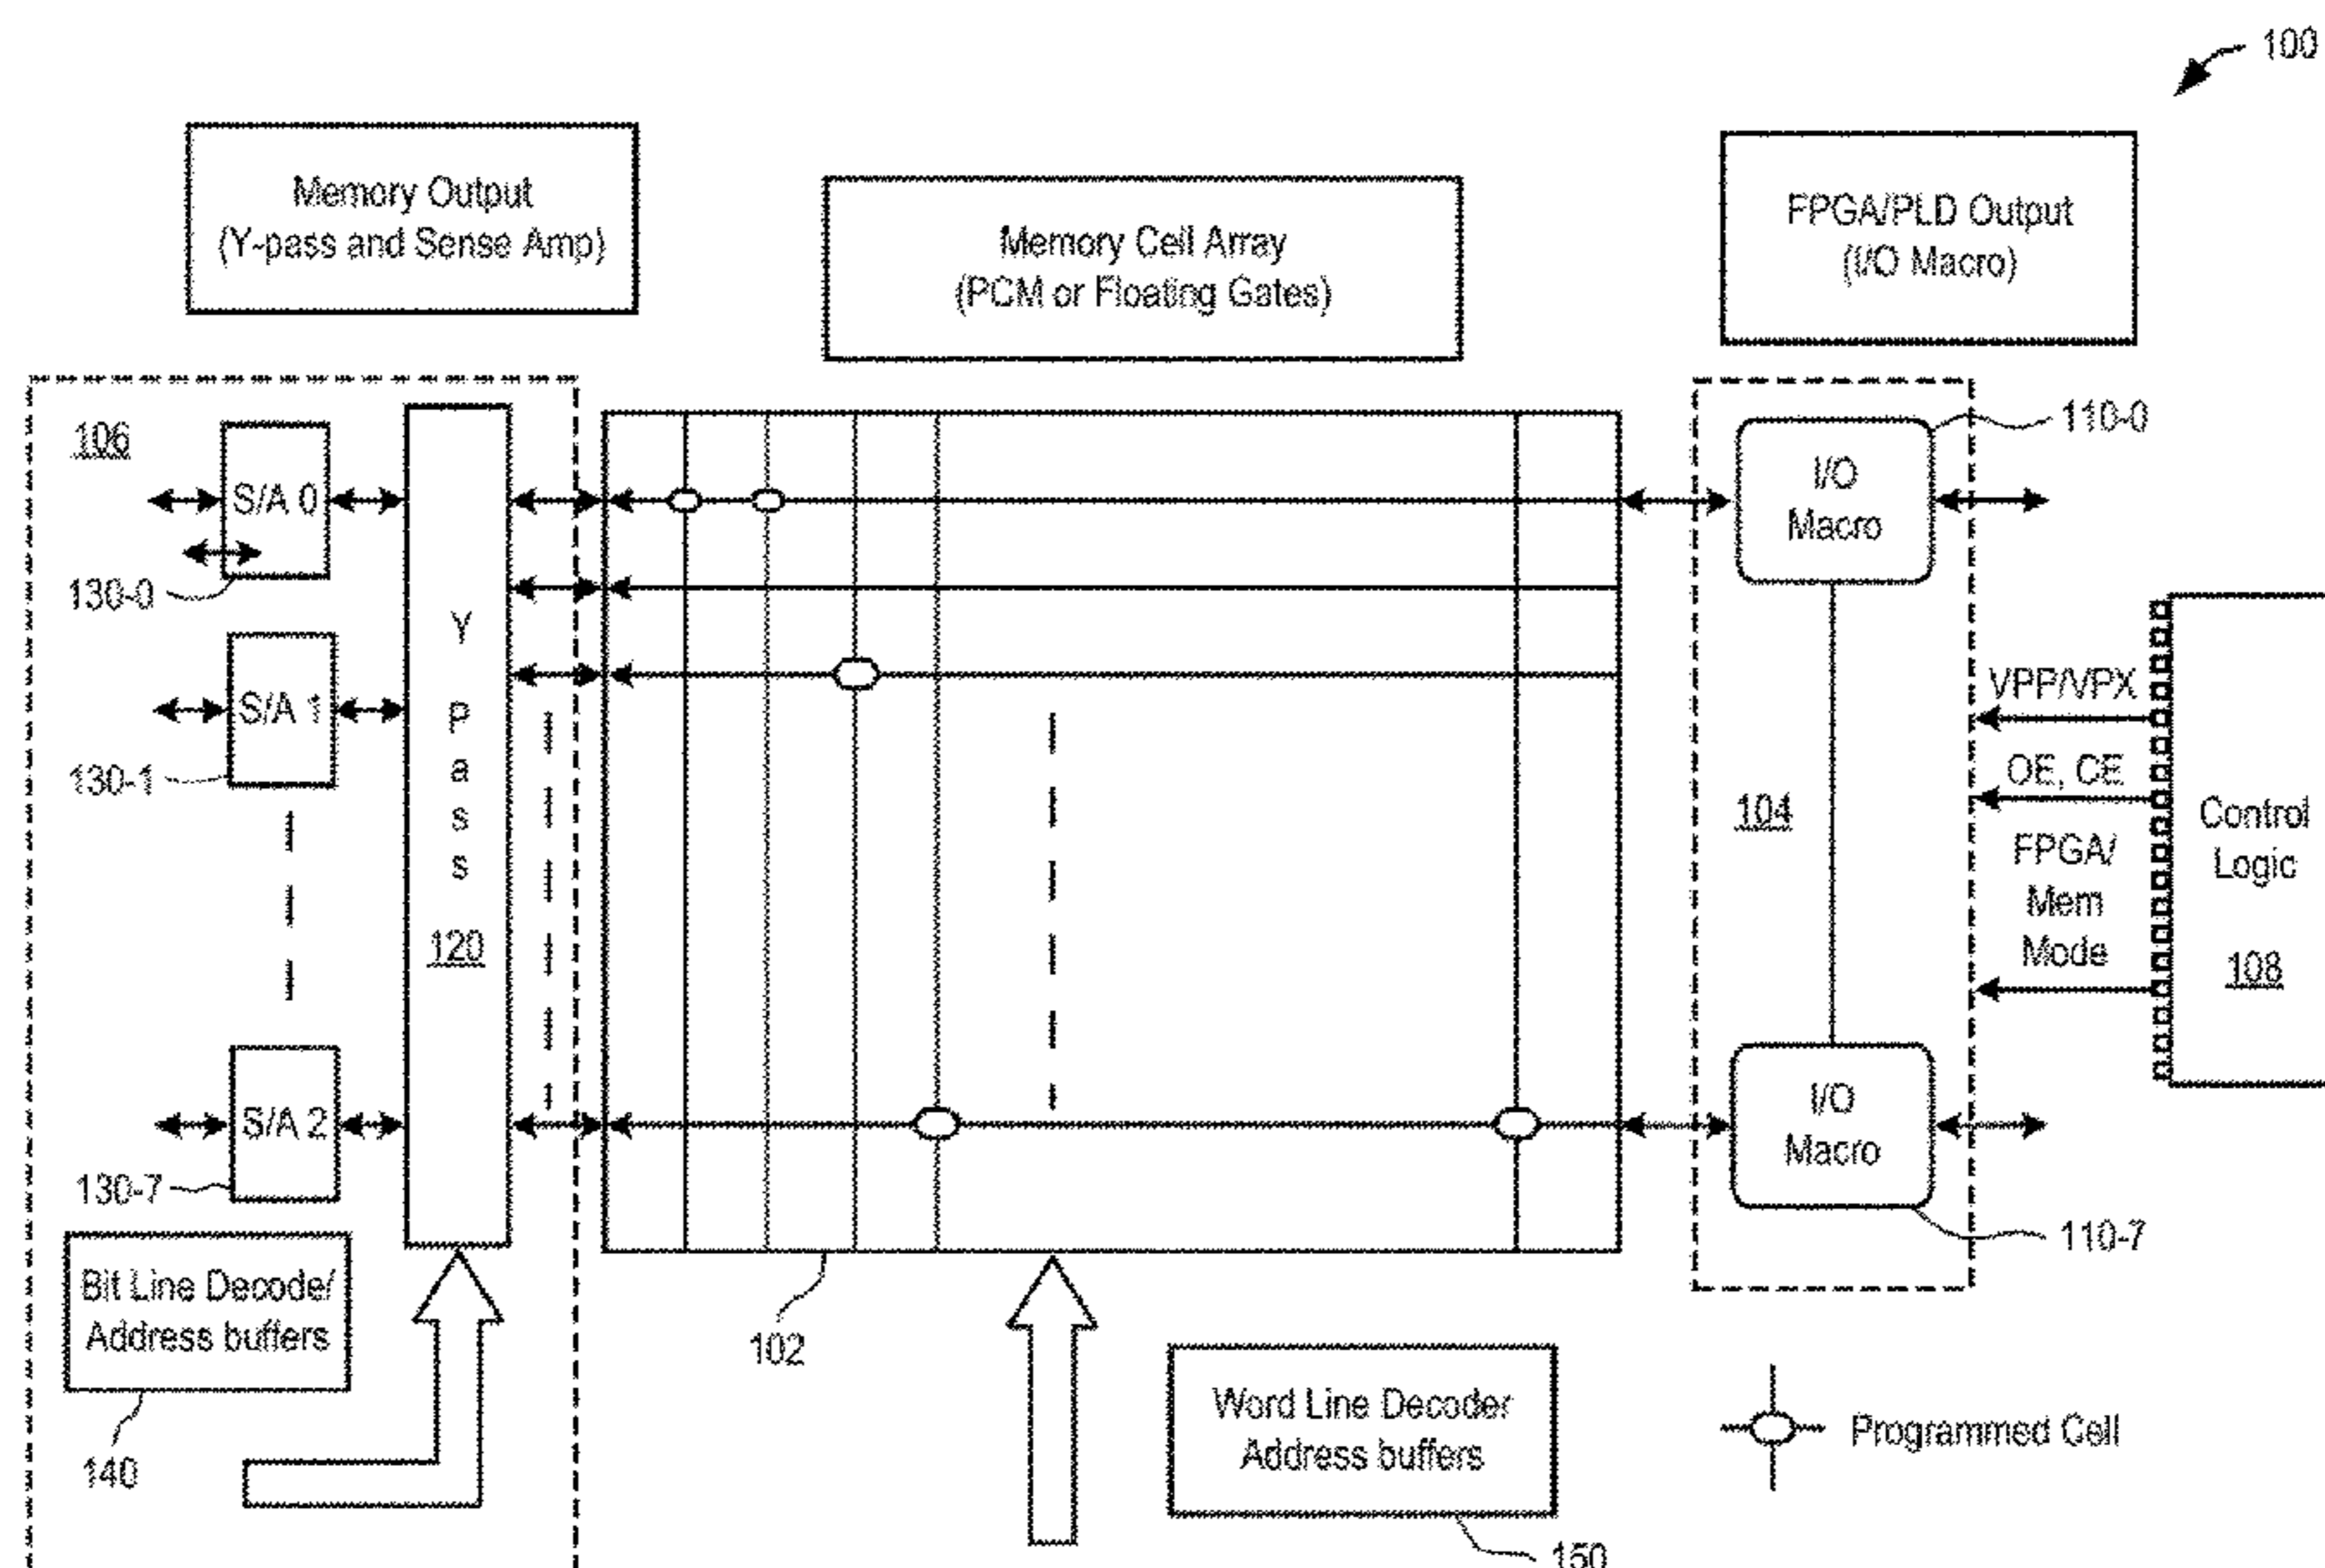 100
Memory Output
(Y-pass and Sense Amp)
Memory Cell Array
(PCM or Floating Gates)
FPGA/PLD Output
(I/O Macro)
106
S/A 0
130-0
S/A 1
130-1
S/A 2
130-7
Y
P
a
s
s
120
Bit Line Decode/
Address buffers
140
102
Word Line Decoder
Address buffers
150
I/O
Macro
110-0
104
I/O
Macro
110-7
VPP/VPX
OE, CE
FPGA/
Mem
Mode
Control
Logic
108
Programmed Cell